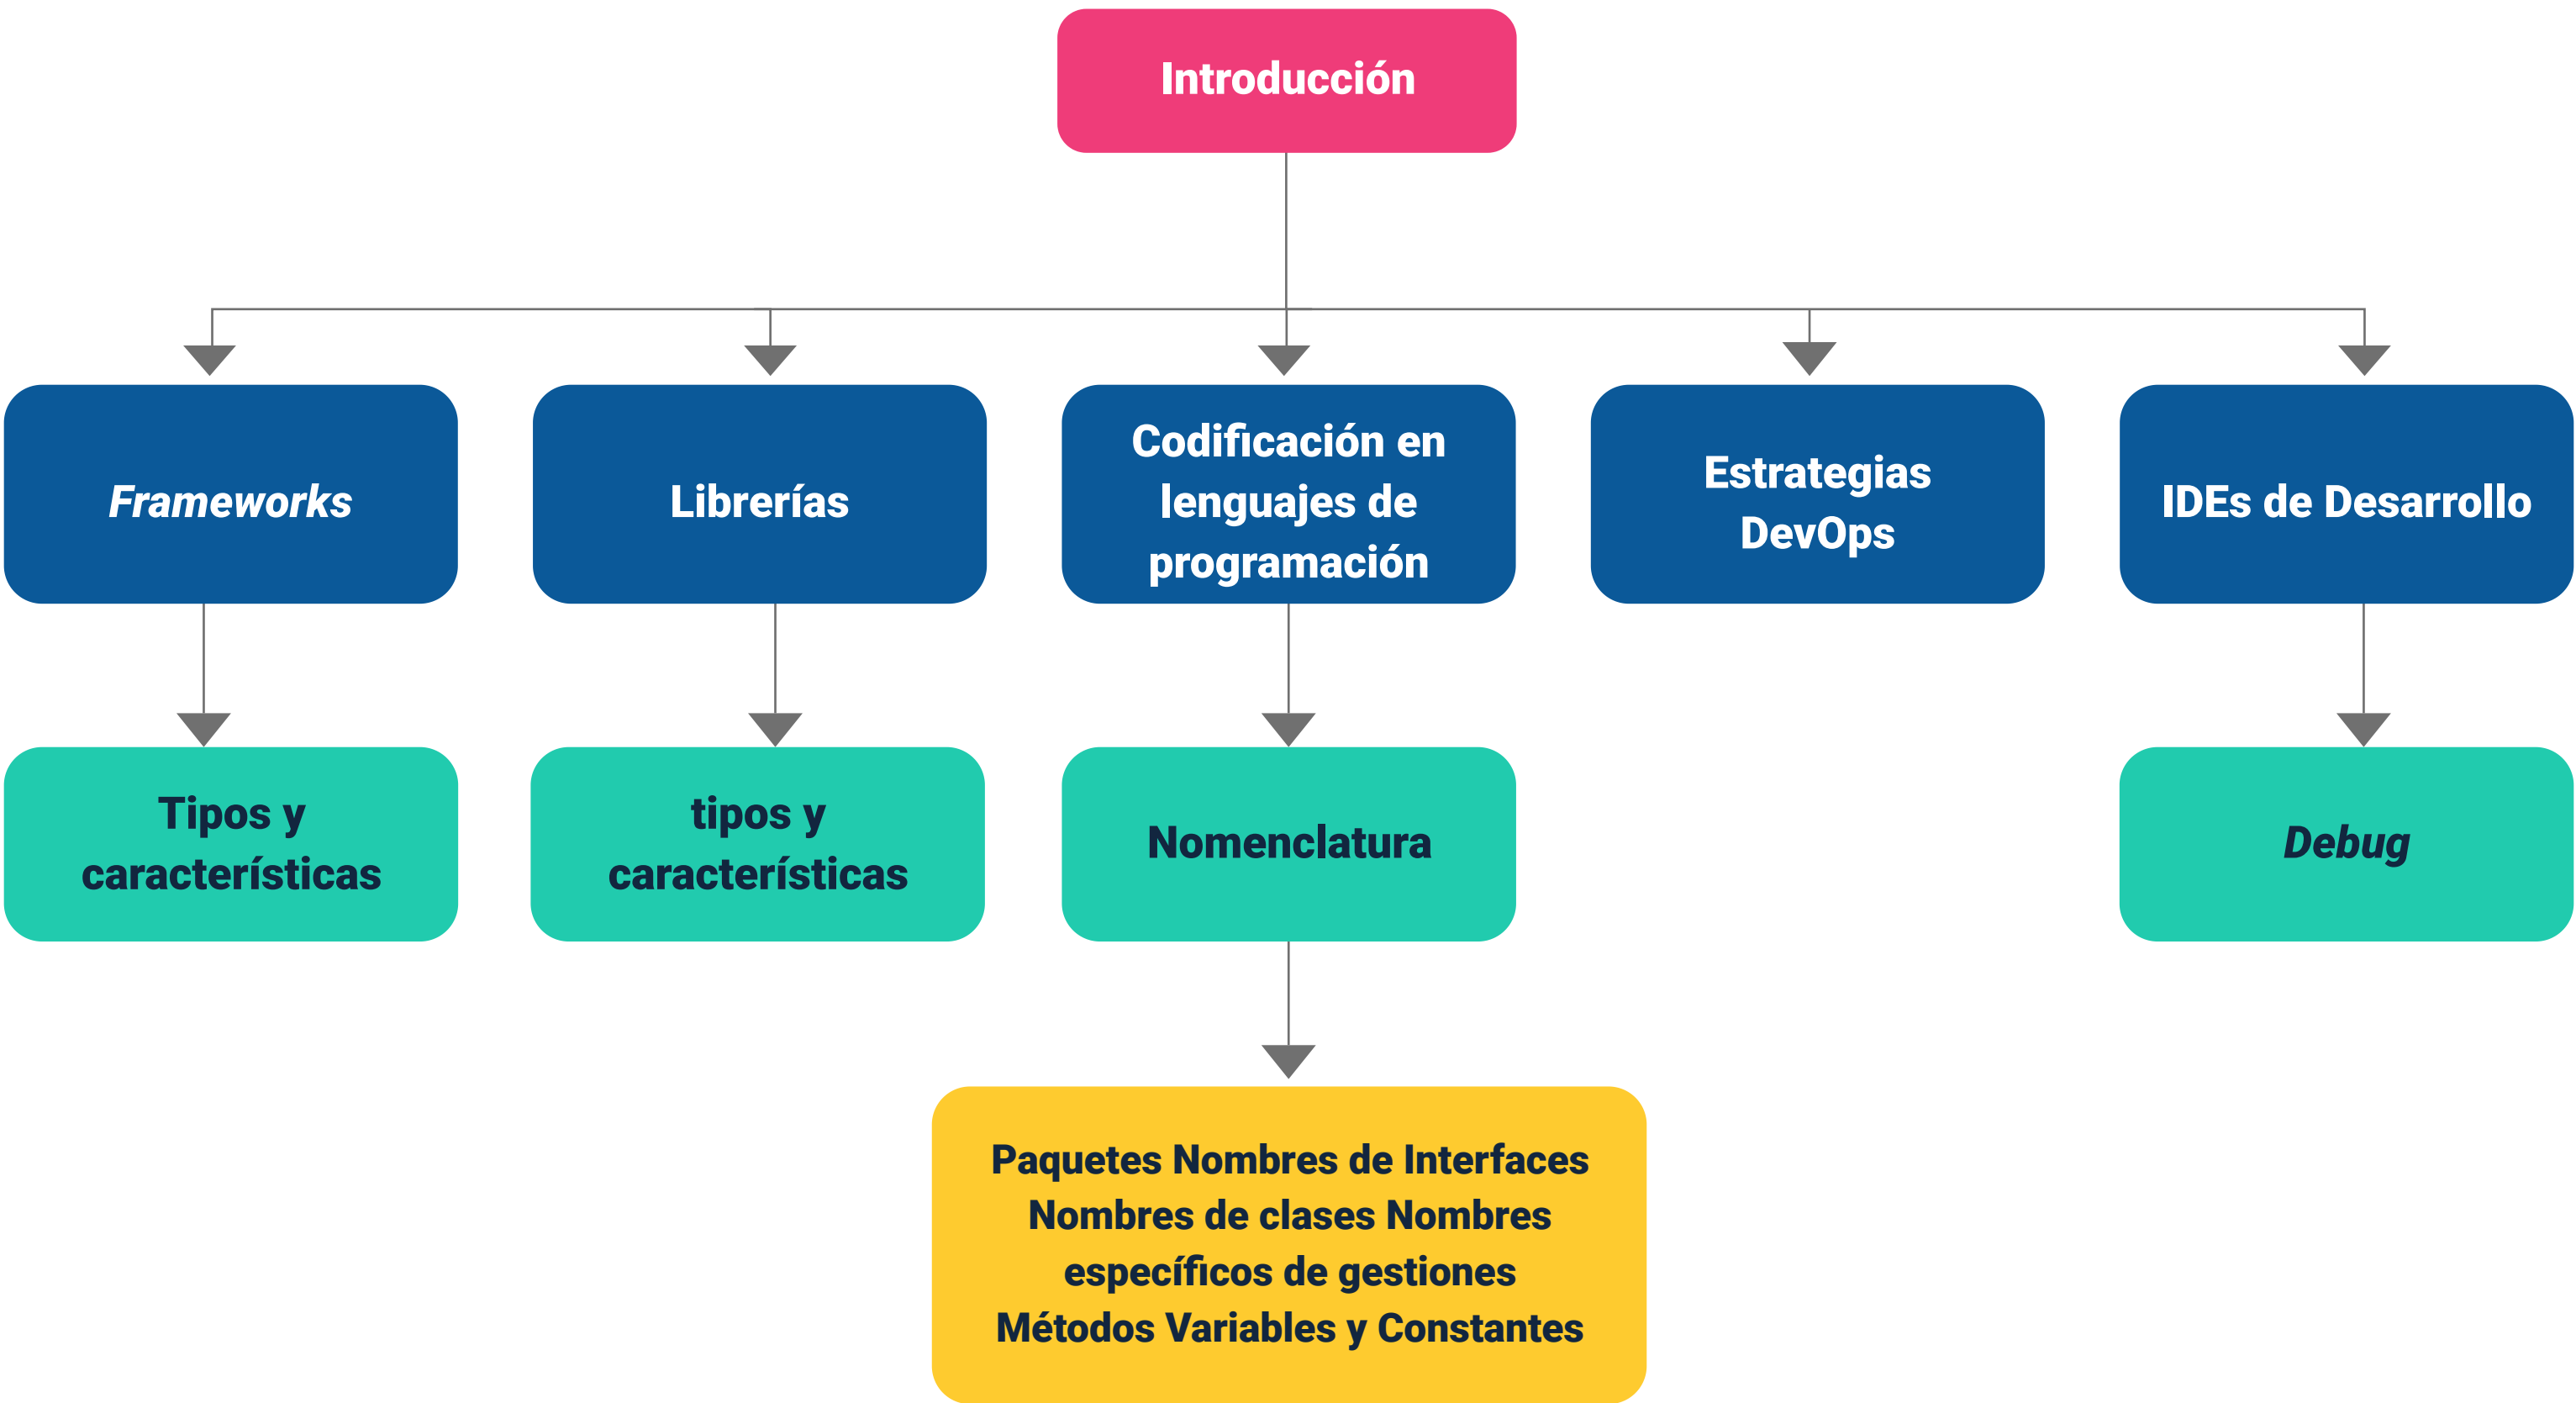 Introducción
Frameworks
Librerías
Codificación en
lenguajes de
programación
Estrategias
DevOps
IDEs de Desarrollo
Tipos y
características
tipos y
características
Nomenclatura
Debug
Paquetes Nombres de Interfaces
Nombres de clases Nombres
específicos de gestiones
Métodos Variables y Constantes